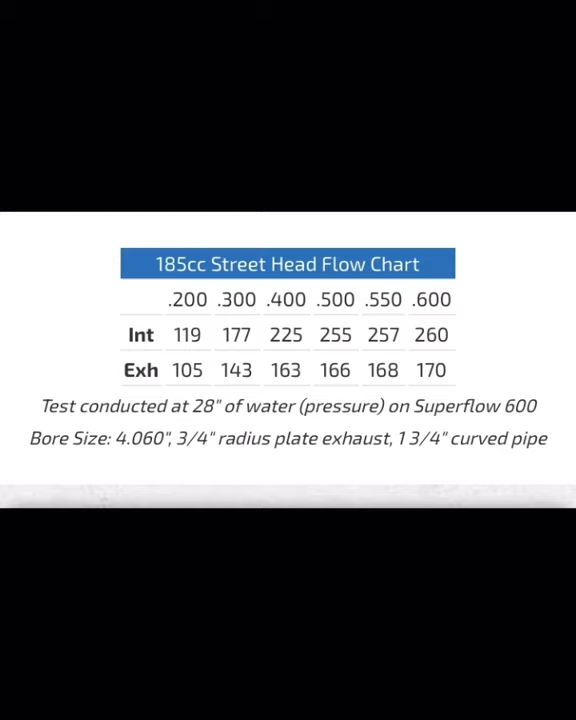 185cc Street Head Flow Chart
.200 .300 .400 .500 .550 .600
Int 119 177 225 255 257 260
Exh 105 143 163 166 168 170
Test conducted at 28" of water (pressure) on Superflow 600
Bore Size: 4.060", 3/4" radius plate exhaust, 1 3/4" curved pipe